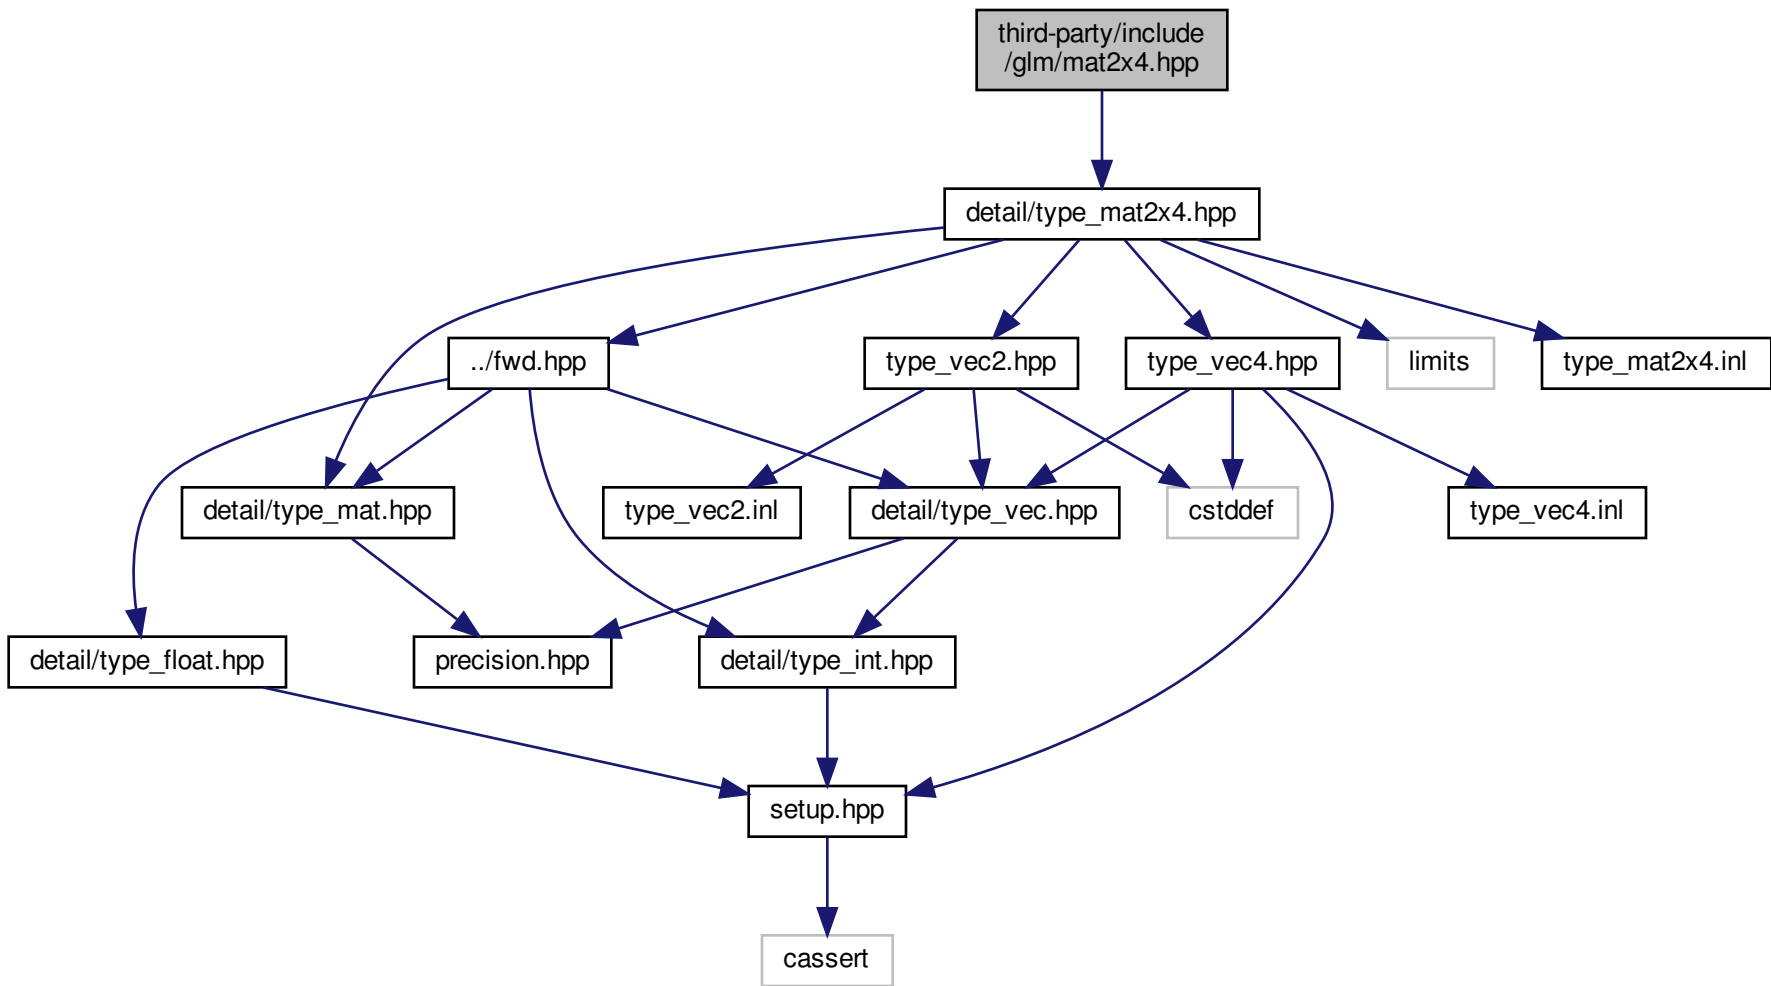 third-party/include
/glm/mat2x4.hpp
detail/type_mat2x4.hpp
../fwd.hpp
type_vec2.hpp
type_vec4.hpp
limits
type_mat2x4.inl
detail/type_mat.hpp
type_vec2.inl
detail/type_vec.hpp
cstddef
type_vec4.inl
detail/type_float.hpp
precision.hpp
detail/type_int.hpp
setup.hpp
cassert